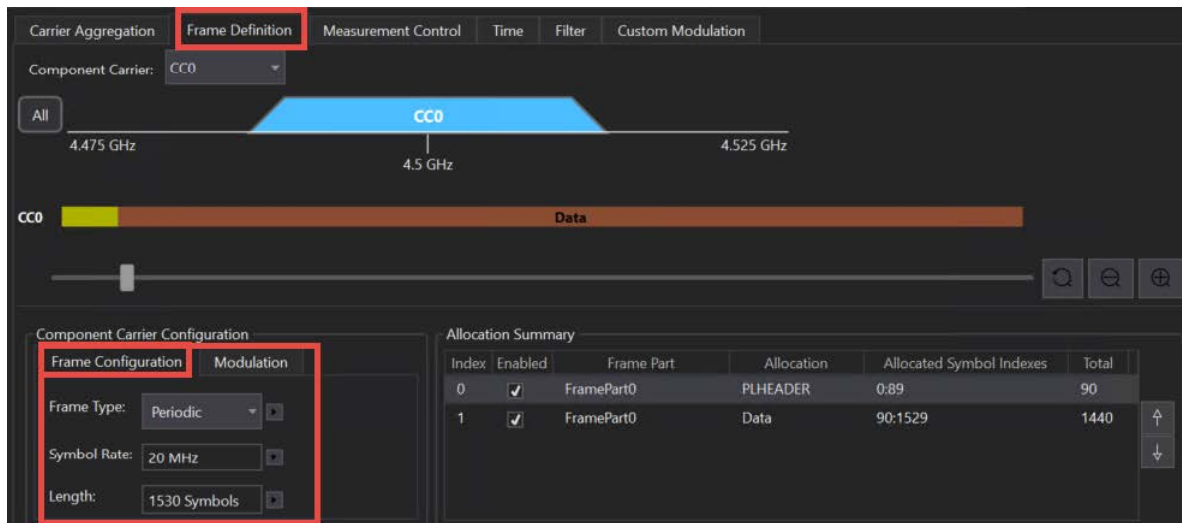 Carrier Aggregation Frame Definition Measurement Control Time Filter Custom Modulation
Component Carrier: CC0
All
CC0
4.475 GHz 4.5 GHz 4.525 GHz
CC0 Data
Component Carrier Configuration
Frame Configuration Modulation
Frame Type: Periodic
Symbol Rate: 20 MHz
Length: 1530 Symbols
Allocation Summary
Index Enabled Frame Part Allocation Allocated Symbol Indexes Total
0 FramePart0 PLHEADER 0:89 90
1 FramePart0 Data 90:1529 1440